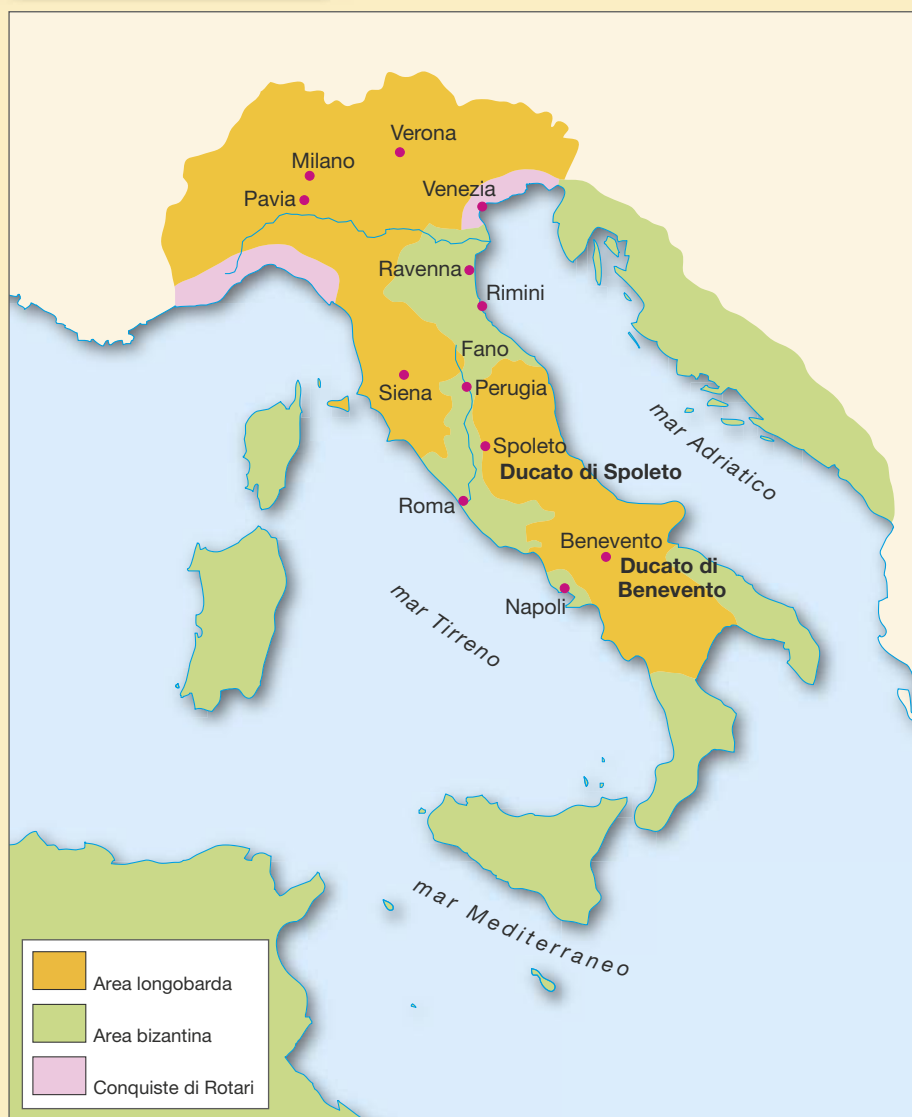 Verona
Milano
Venezia
Pavia
Ravenna
Rimini
Fano
Siena
Perugia
Spoleto
Ducato di Spoleto
Roma
mar Adriatico
Benevento
Ducato di
Benevento
Napoli
mar Tirreno
mar Mediterraneo
Area longobarda
Area bizantina
Conquiste di Rotari